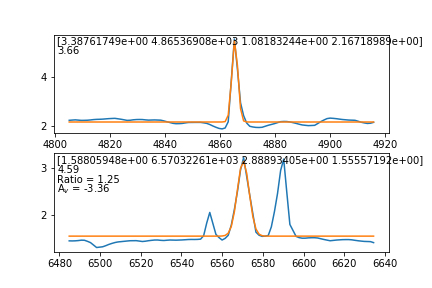 [3.38761749e+00 4.86536908e+03 1.08183244e+00 2.16718989e+00]
3.66
4
2
4800 4820 4840 4860 4880 4900 4920
[1.58805948e+00 6.57032261e+03 2.88893405e+00 1.55557192e+00]
4.59
Ratio = 1.25
Av = -3.36
3
2
6480 6500 6520 6540 6560 6580 6600 6620 6640